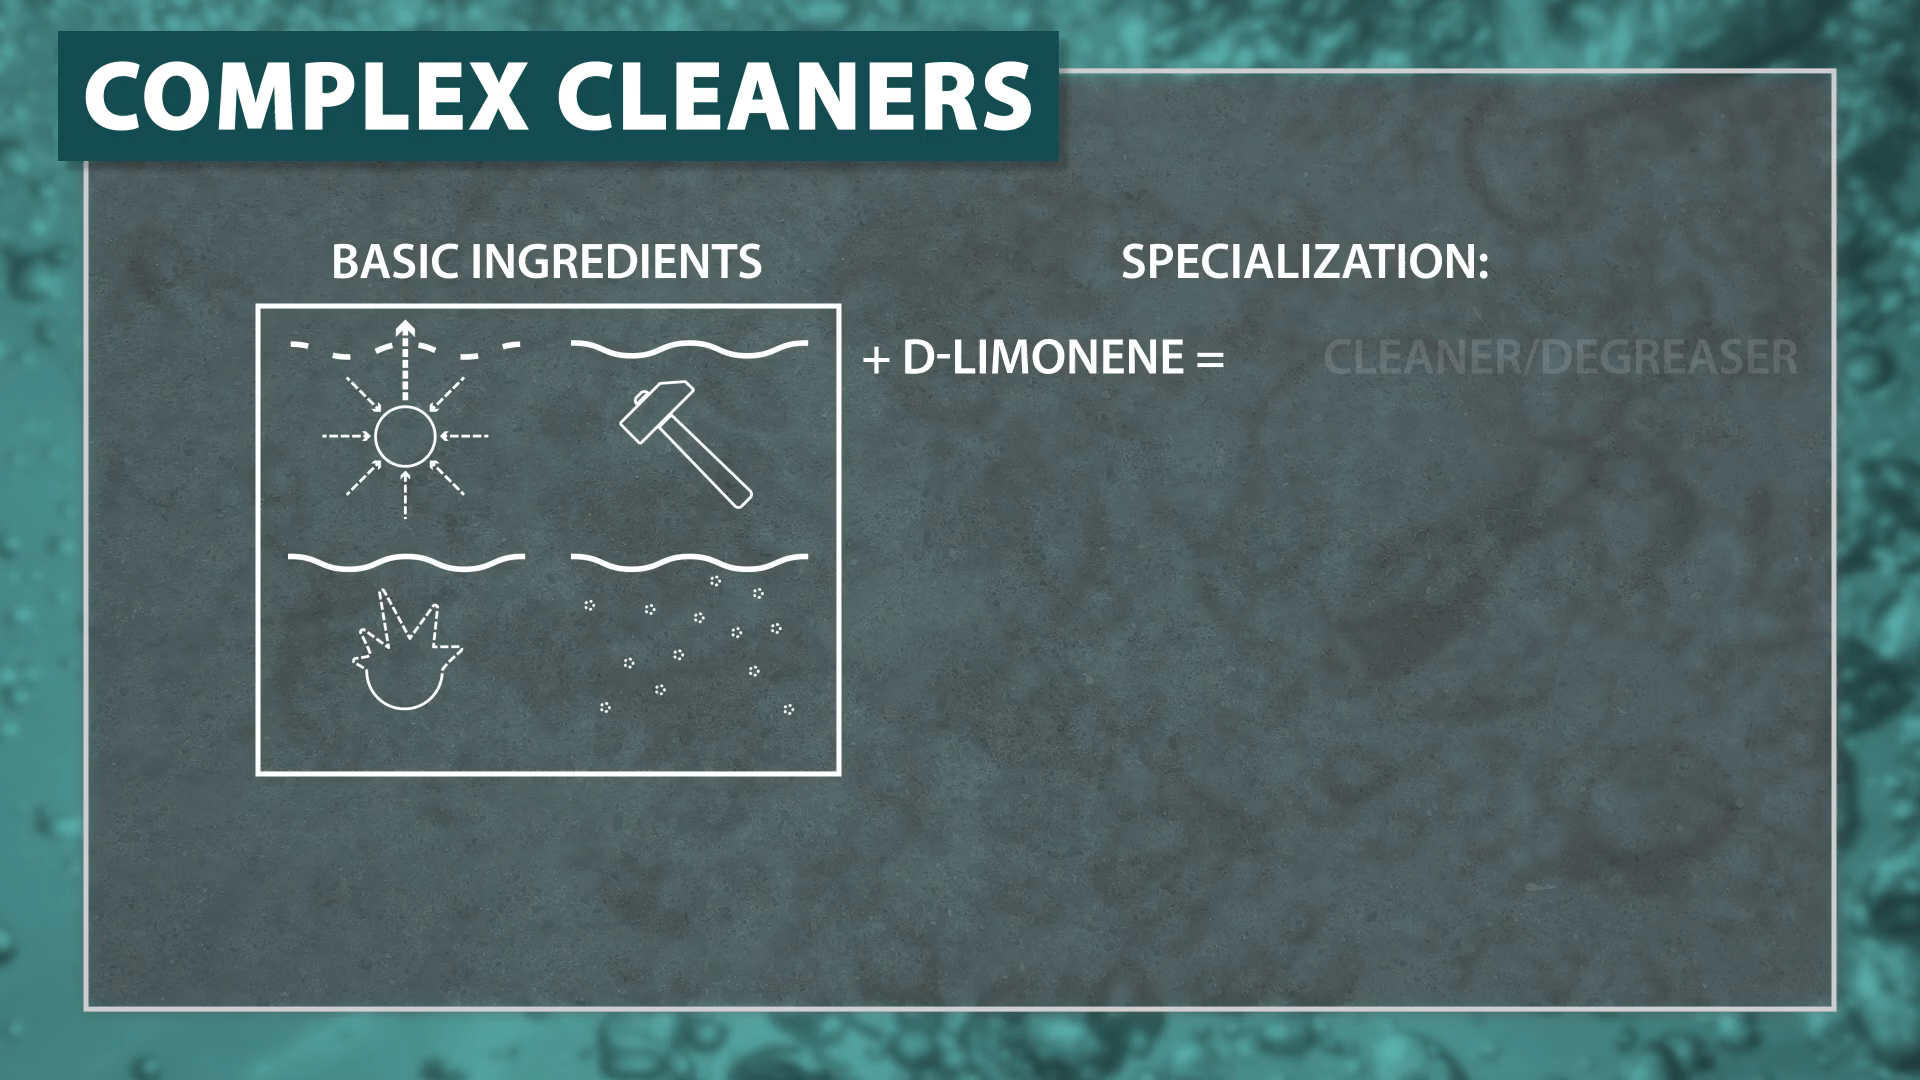 COMPLEX CLEANERS
BASIC INGREDIENTS
SPECIALIZATION:
+ D-LIMONENE = CLEANER/DEGREASER